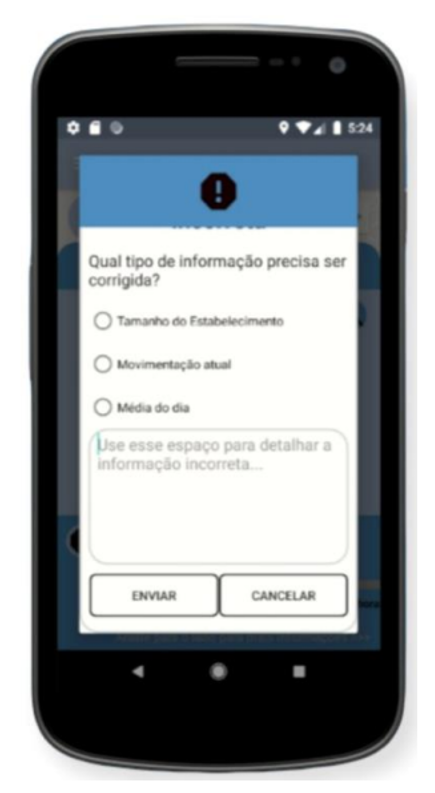 5:24
Qual tipo de informação precisa ser
corrigida?
Tamanho do Estabelecimento
Movimentação atual
Média do dia
Use esse espaço para detalhar a
informação incorreta...
ENVIAR
CANCELAR